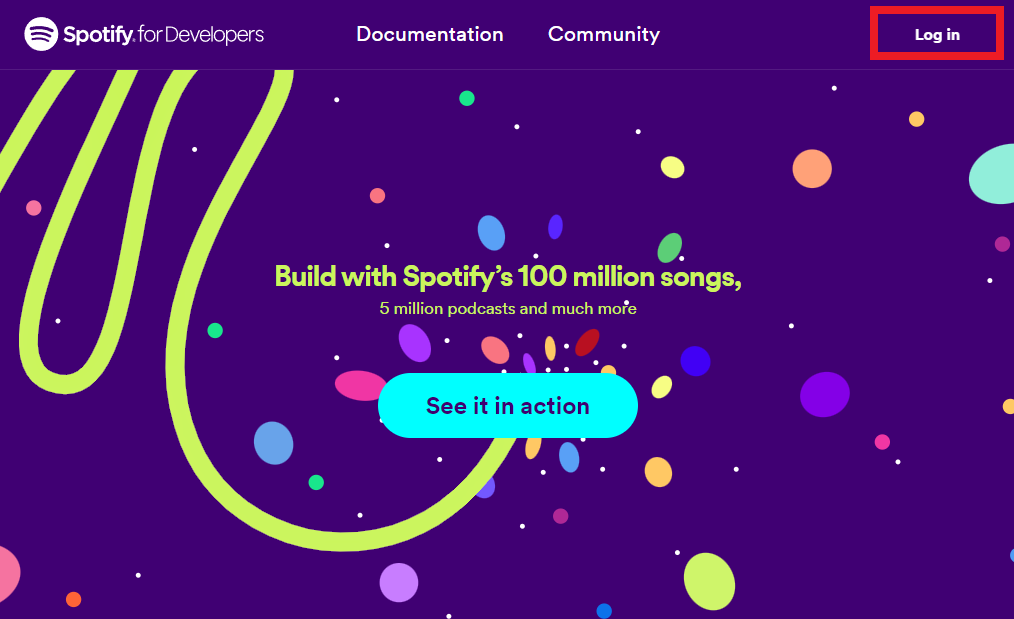 Spotify for Developers
Documentation
Community
Log in
Build with Spotify's 100 million songs,
5 million podcasts and much more
See it in action